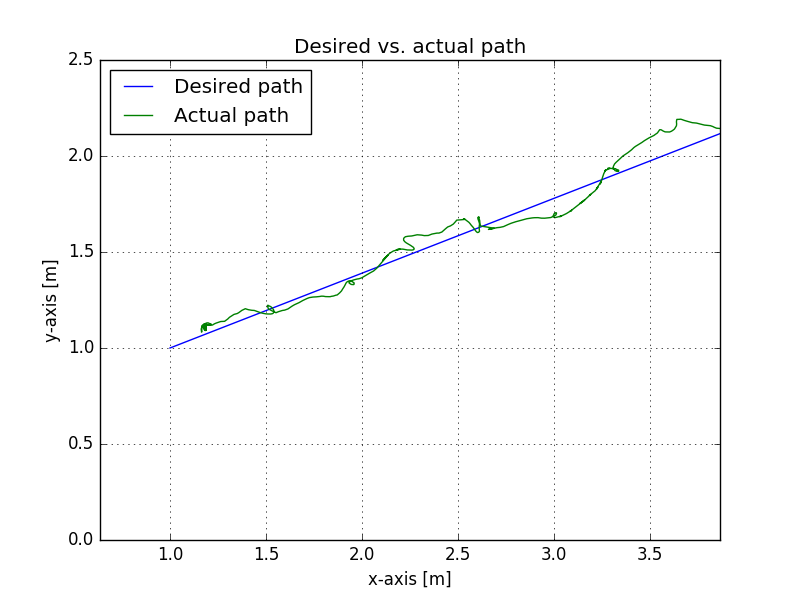 Desired vs. actual path
2.5
Desired path
Actual path
2.0
1.5
y-axis [m]
1.0
0.5
0.0
1.0 1.5 2.0 2.5 3.0 3.5
x-axis [m]